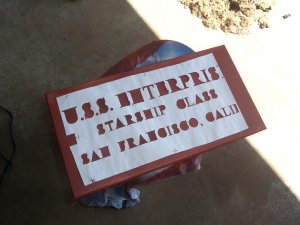 U.S.S. ENTERPRIS
STARSHIP CLASS
SAN FRANCISCO, CALI